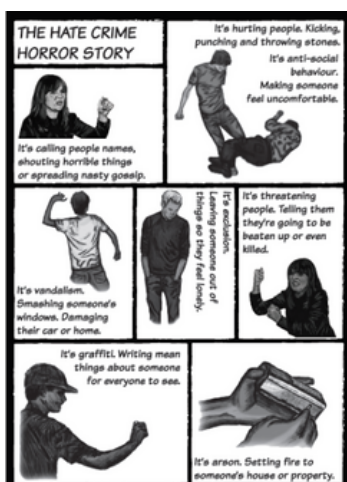 THE HATE CRIME
HORROR STORY
It's calling people names,
shouting horrible things
or spreading nasty gossip.
It's hurting people. Kicking,
punching and throwing stones.
It's anti-social
behaviour.
Making someone
feel uncomfortable.
It's vandalism.
Smashing someone's
windows. Damaging
their car or home.
It's exclusion.
Leaving someone out of
things so they feel lonely.
It's threatening
people. Telling them
they're going to be
beaten up or even
killed.
It's graffiti. Writing mean
things about someone
for everyone to see.
It's arson. Setting fire to
someone's house or property.